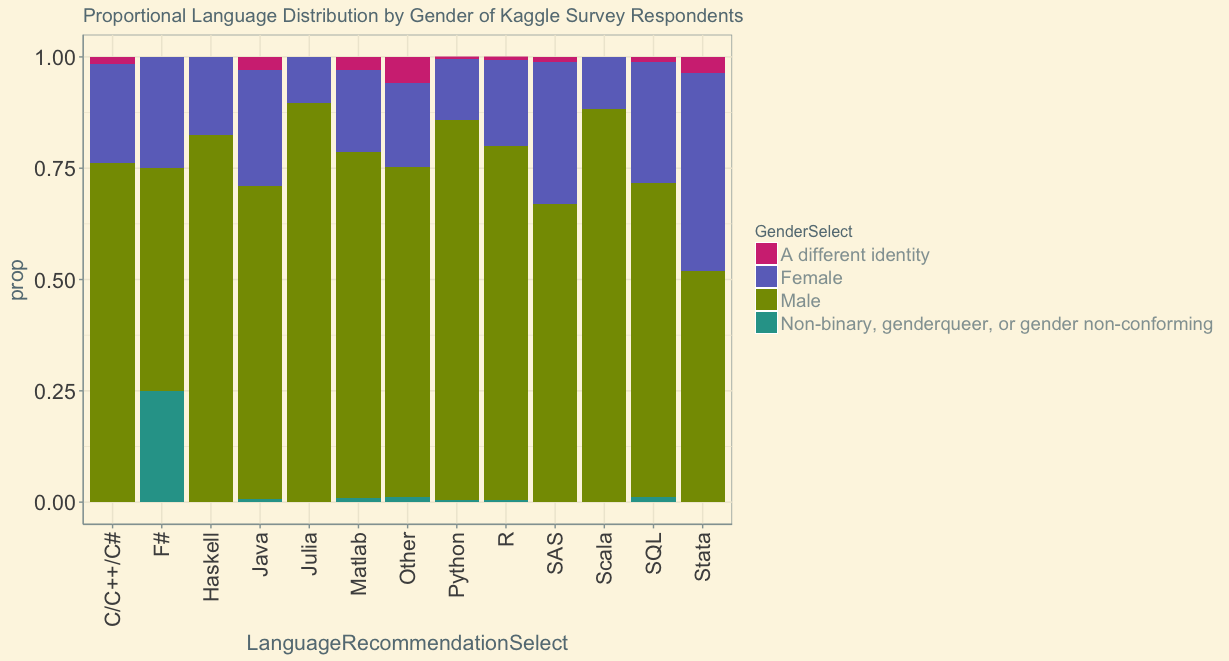 Proportional Language Distribution by Gender of Kaggle Survey Respondents
1.00
0.75
0.50
0.25
0.00
prop
C/C++/C#
F#
Haskell
Java
Julia
Matlab
Other
Python
R
SAS
Scala
SQL
Stata
LanguageRecommendationSelect
GenderSelect
A different identity
Female
Male
Non-binary, genderqueer, or gender non-conforming